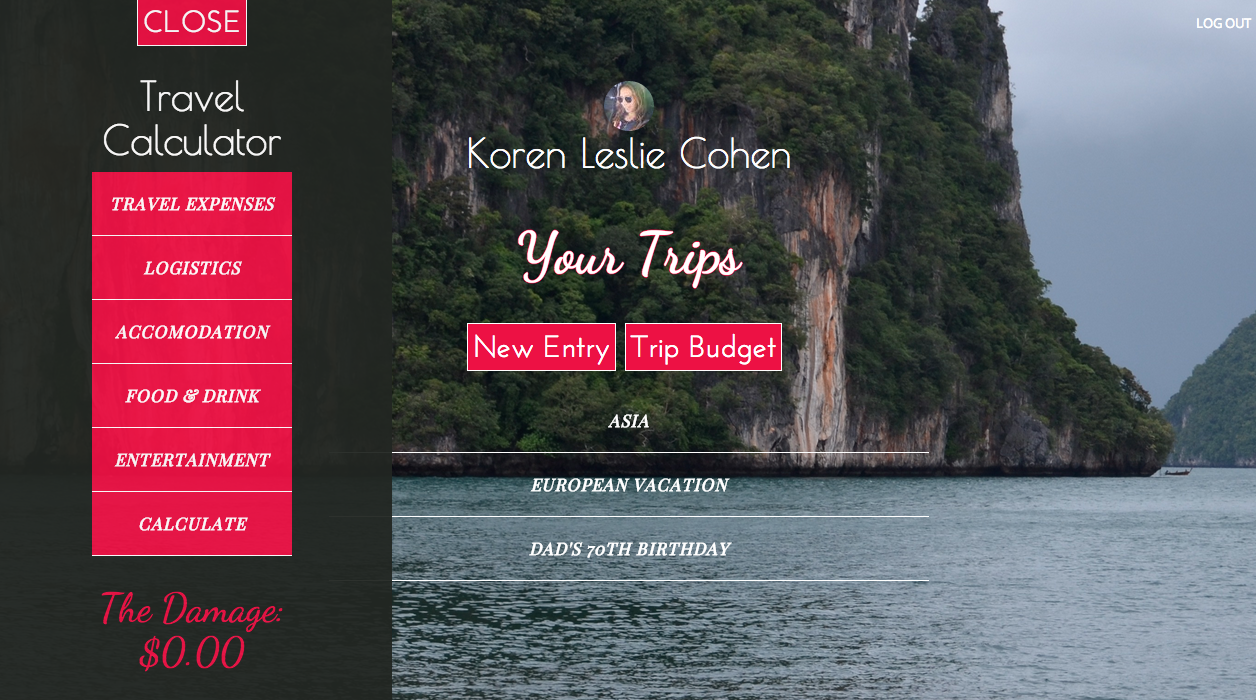 CLOSE
Travel
Calculator
TRAVEL EXPENSES
LOGISTICS
ACCOMODATION
FOOD & DRINK
ENTERTAINMENT
CALCULATE
The Damage:
$0.00
LOG OUT
Koren Leslie Cohen
Your Trips
New Entry
Trip Budget
ASIA
EUROPEAN VACATION
DAD'S 70TH BIRTHDAY